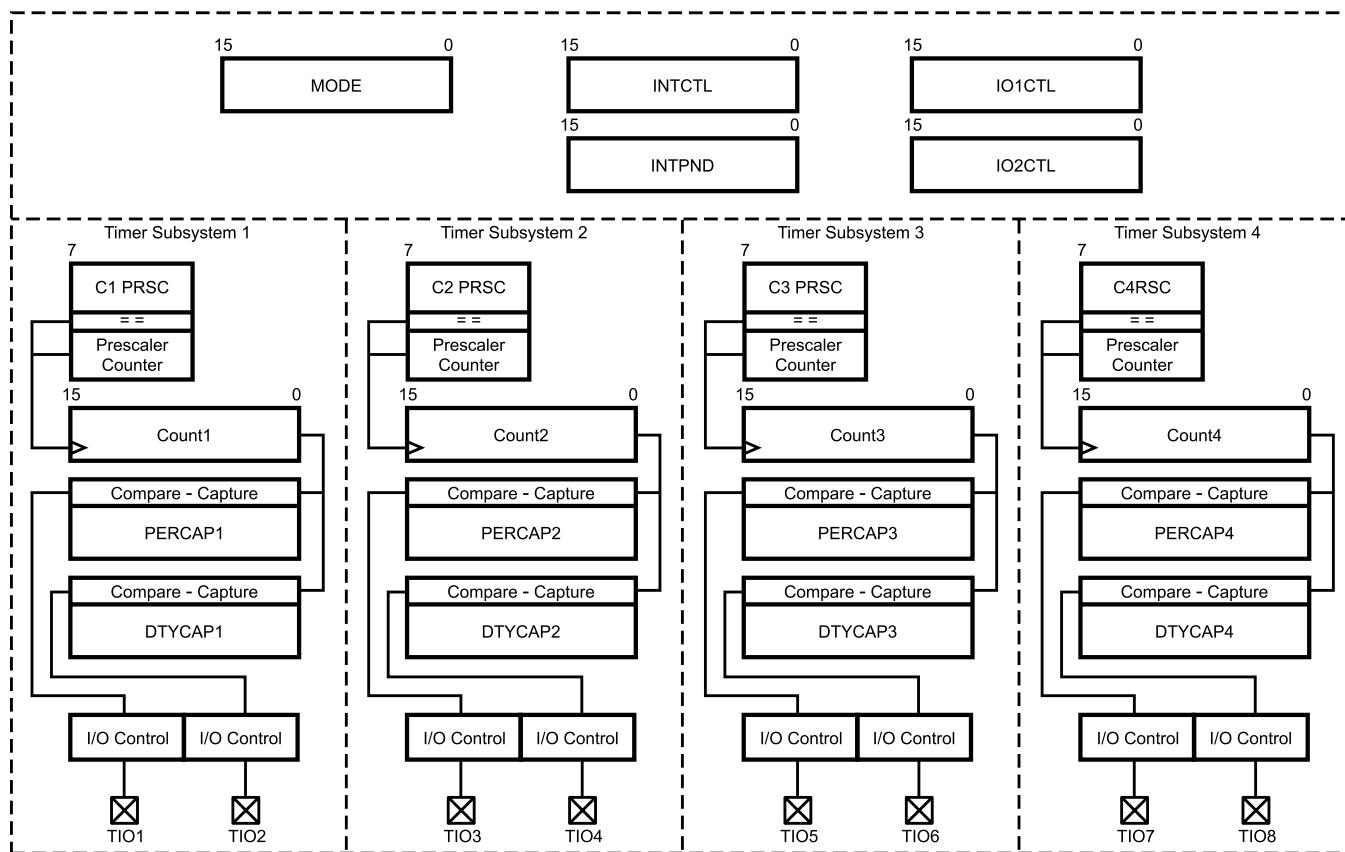 15 0 15 0 15 0
MODE INTCTL IO1CTL
15 0 15 0
INTPND IO2CTL
Timer Subsystem 1 Timer Subsystem 2 Timer Subsystem 3 Timer Subsystem 4
7 7 7 7
C1 PRSC C2 PRSC C3 PRSC C4RSC
= = = = = = = =
Prescaler Prescaler Prescaler Prescaler
Counter Counter Counter Counter
15 0 15 0 15 0 15 0
Count1 Count2 Count3 Count4
Compare - Capture Compare - Capture Compare - Capture Compare - Capture
PERCAP1 PERCAP2 PERCAP3 PERCAP4
Compare - Capture Compare - Capture Compare - Capture Compare - Capture
DTYCAP1 DTYCAP2 DTYCAP3 DTYCAP4
I/O Control I/O Control I/O Control I/O Control I/O Control I/O Control I/O Control I/O Control
TIO1 TIO2 TIO3 TIO4 TIO5 TIO6 TIO7 TIO8